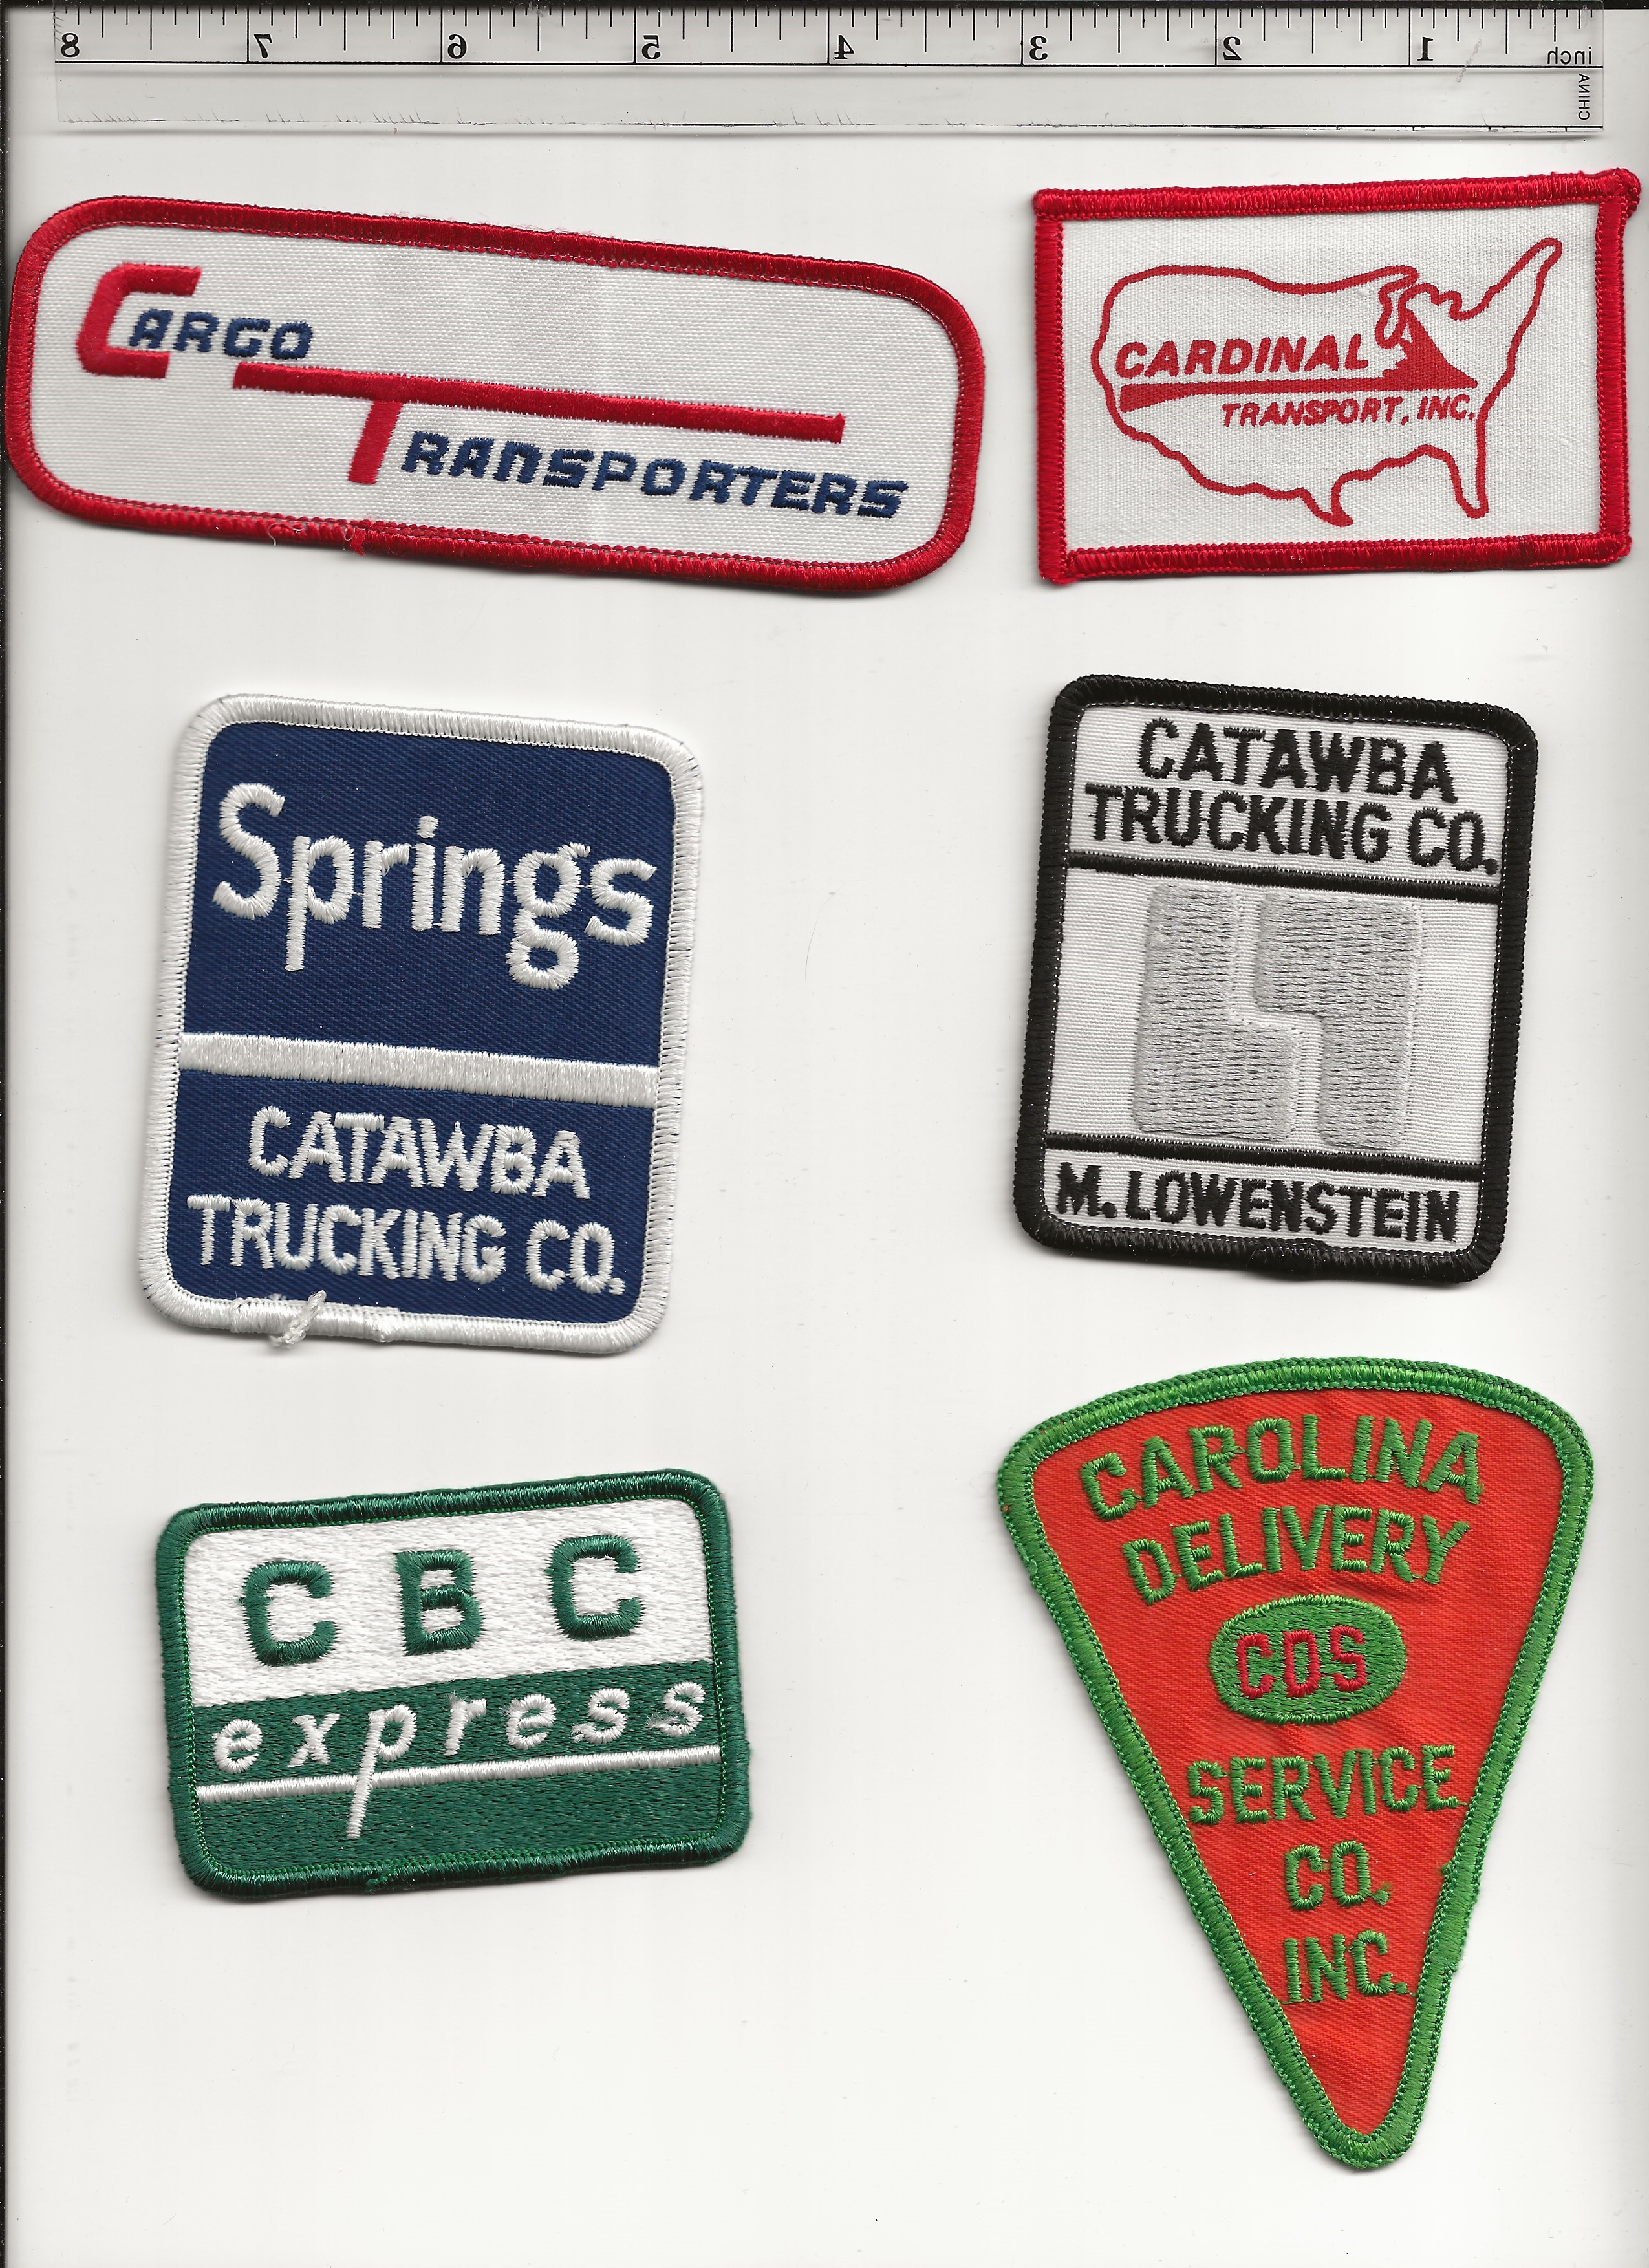 8 7 6 5 4 3 2 1 inch
CHINA
CARGO
TRANSPORTERS
CARDINAL
TRANSPORT, INC.
Springs
CATAWBA
TRUCKING CO.
CATAWBA
TRUCKING CO.
M. LOWENSTEIN
CBC
express
CAROLINA
DELIVERY
CDS
SERVICE
CO.
INC.